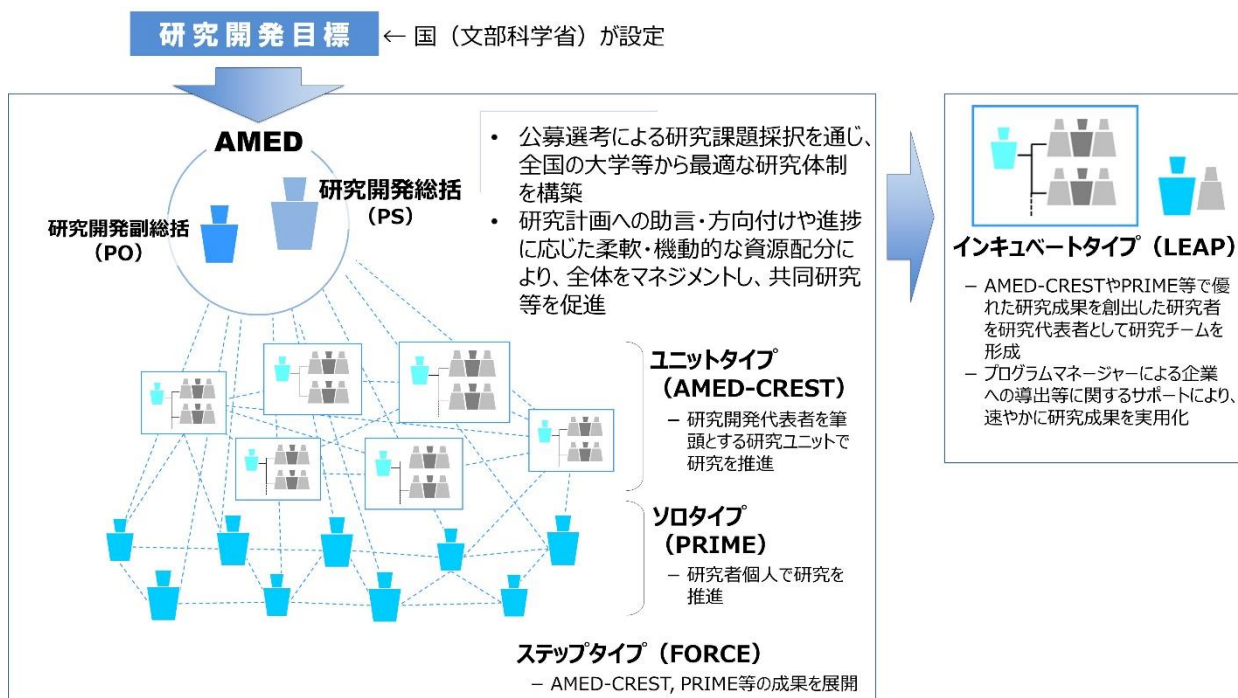 研究開発目標
← 国（文部科学省）が設定
AMED
研究開発総括
（PS）
研究開発副総括
（PO）
• 公募選考による研究課題採択を通じ、
全国の大学等から最適な研究体制
を構築
• 研究計画への助言・方向付けや進捗
に応じた柔軟・機動的な資源配分に
より、全体をマネジメントし、共同研究
等を促進
ユニットタイプ
（AMED-CREST）
− 研究開発代表者を筆
頭とする研究ユニットで
研究を推進
ソロタイプ
（PRIME）
− 研究者個人で研究を
推進
ステップタイプ（FORCE）
− AMED-CREST, PRIME等の成果を展開
インキュベートタイプ（LEAP）
− AMED-CRESTやPRIME等で優
れた研究成果を創出した研究者
を研究代表者として研究チームを
形成
− プログラムマネージャーによる企業
への導出等に関するサポートにより、
速やかに研究成果を実用化